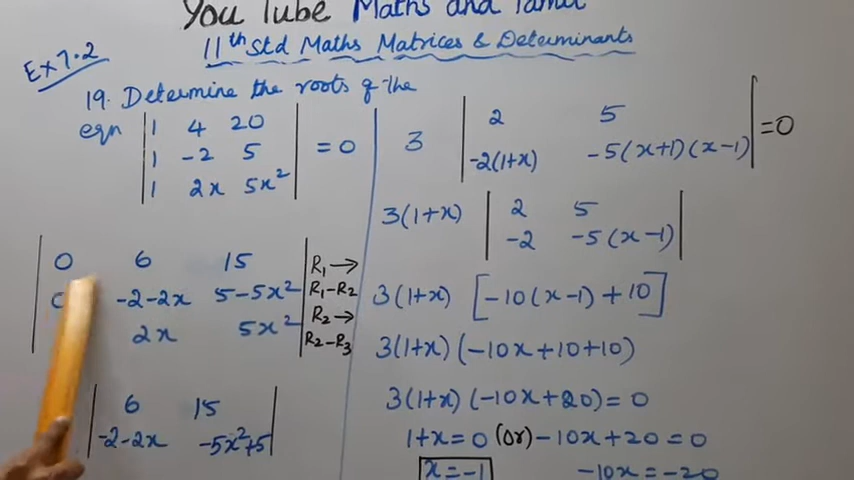 You Tube Maths and Tamil
11th Std Maths Matrices & Determinants
Ex 7.2
19. Determine the roots of the
eqn | 1 4 20 |
| 1 -2 5 | = 0
| 1 2x 5x² |
| 0 6 15 | R₁ →
| 0 -2-2x 5-5x² | R₁-R₂
| 2x 5x² | R₂ →
R₂-R₃
| 6 15 |
| -2-2x -5x²+5 |
3 | 2 5 | = 0
| -2(1+x) -5(x+1)(x-1) |
3(1+x) | 2 5 |
| -2 -5(x-1) |
3(1+x) [-10(x-1)+10]
3(1+x) (-10x+10+10)
3(1+x) (-10x+20) = 0
1+x=0 (or) -10x+20=0
x=-1 -10x=-20